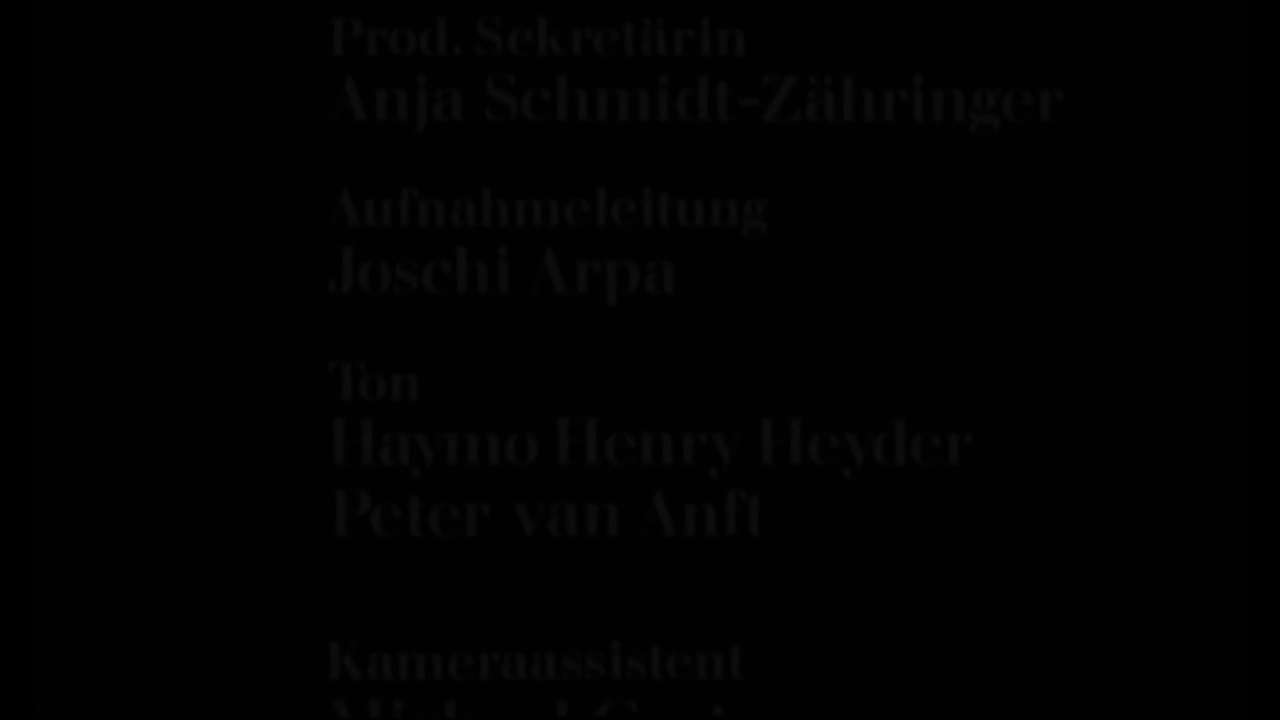 Prod. Sekretärin
Anja Schmidt-Zähringer
Aufnahmeleitung
Joschi Arpa
Ton
Haymo Henry Heyder
Peter van Anft
Kameraassistent